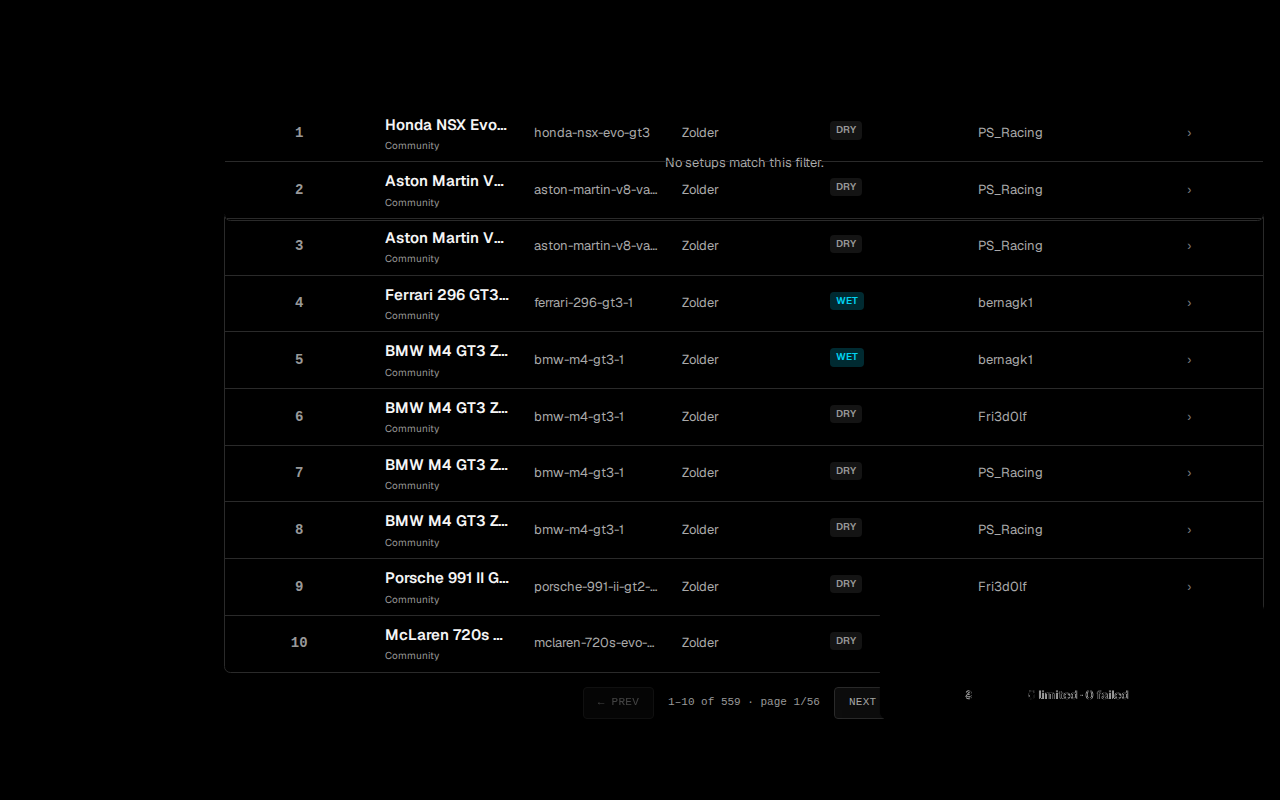 1 Honda NSX Evo... honda-nsx-evo-gt3 Zolder DRY PS_Racing ›
Community
No setups match this filter.
2 Aston Martin V... aston-martin-v8-va... Zolder DRY PS_Racing ›
Community
3 Aston Martin V... aston-martin-v8-va... Zolder DRY PS_Racing ›
Community
4 Ferrari 296 GT3... ferrari-296-gt3-1 Zolder WET bernagk1 ›
Community
5 BMW M4 GT3 Z... bmw-m4-gt3-1 Zolder WET bernagk1 ›
Community
6 BMW M4 GT3 Z... bmw-m4-gt3-1 Zolder DRY Fri3d0lf ›
Community
7 BMW M4 GT3 Z... bmw-m4-gt3-1 Zolder DRY PS_Racing ›
Community
8 BMW M4 GT3 Z... bmw-m4-gt3-1 Zolder DRY PS_Racing ›
Community
9 Porsche 991 II G... porsche-991-ii-gt2-... Zolder DRY Fri3d0lf ›
Community
10 McLaren 720s ... mclaren-720s-evo-... Zolder DRY
Community
limited · 0 failed
← PREV 1–10 of 559 · page 1/56 NEXT